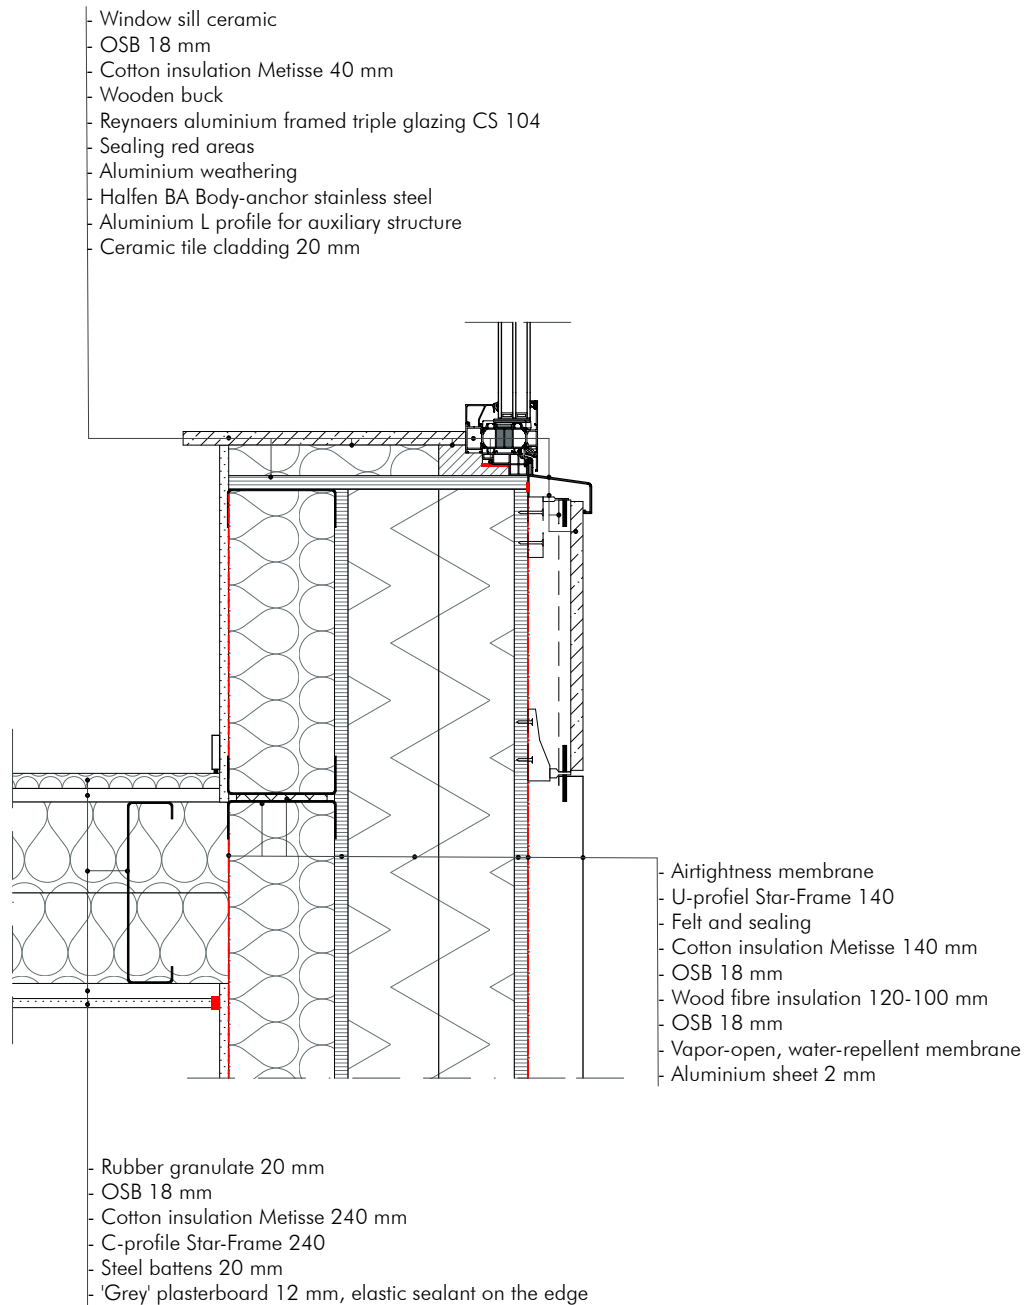 - Window sill ceramic
- OSB 18 mm
- Cotton insulation Metisse 40 mm
- Wooden buck
- Reynaers aluminium framed triple glazing CS 104
- Sealing red areas
- Aluminium weathering
- Halfen BA Body-anchor stainless steel
- Aluminium L profile for auxiliary structure
- Ceramic tile cladding 20 mm
- Airtightness membrane
- U-profiel Star-Frame 140
- Felt and sealing
- Cotton insulation Metisse 140 mm
- OSB 18 mm
- Wood fibre insulation 120-100 mm
- OSB 18 mm
- Vapor-open, water-repellent membrane
- Aluminium sheet 2 mm
- Rubber granulate 20 mm
- OSB 18 mm
- Cotton insulation Metisse 240 mm
- C-profile Star-Frame 240
- Steel battens 20 mm
- 'Grey' plasterboard 12 mm, elastic sealant on the edge